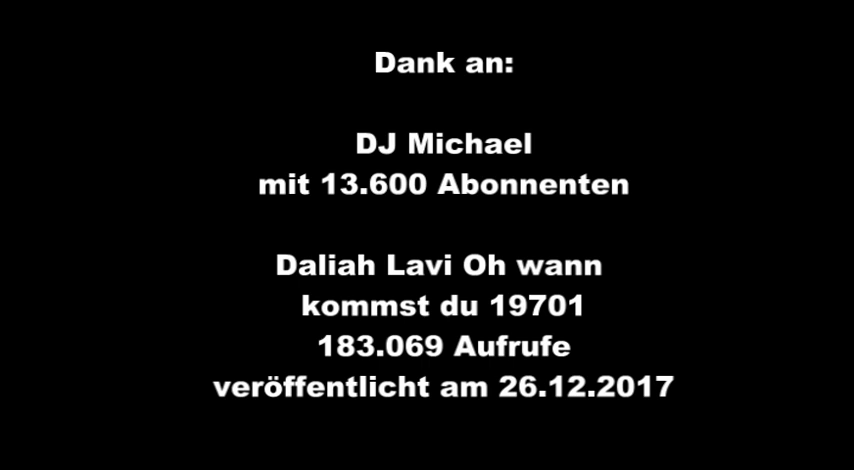 Dank an:
DJ Michael
mit 13.600 Abonnenten
Daliah Lavi Oh wann
kommst du 19701
183.069 Aufrufe
veröffentlicht am 26.12.2017